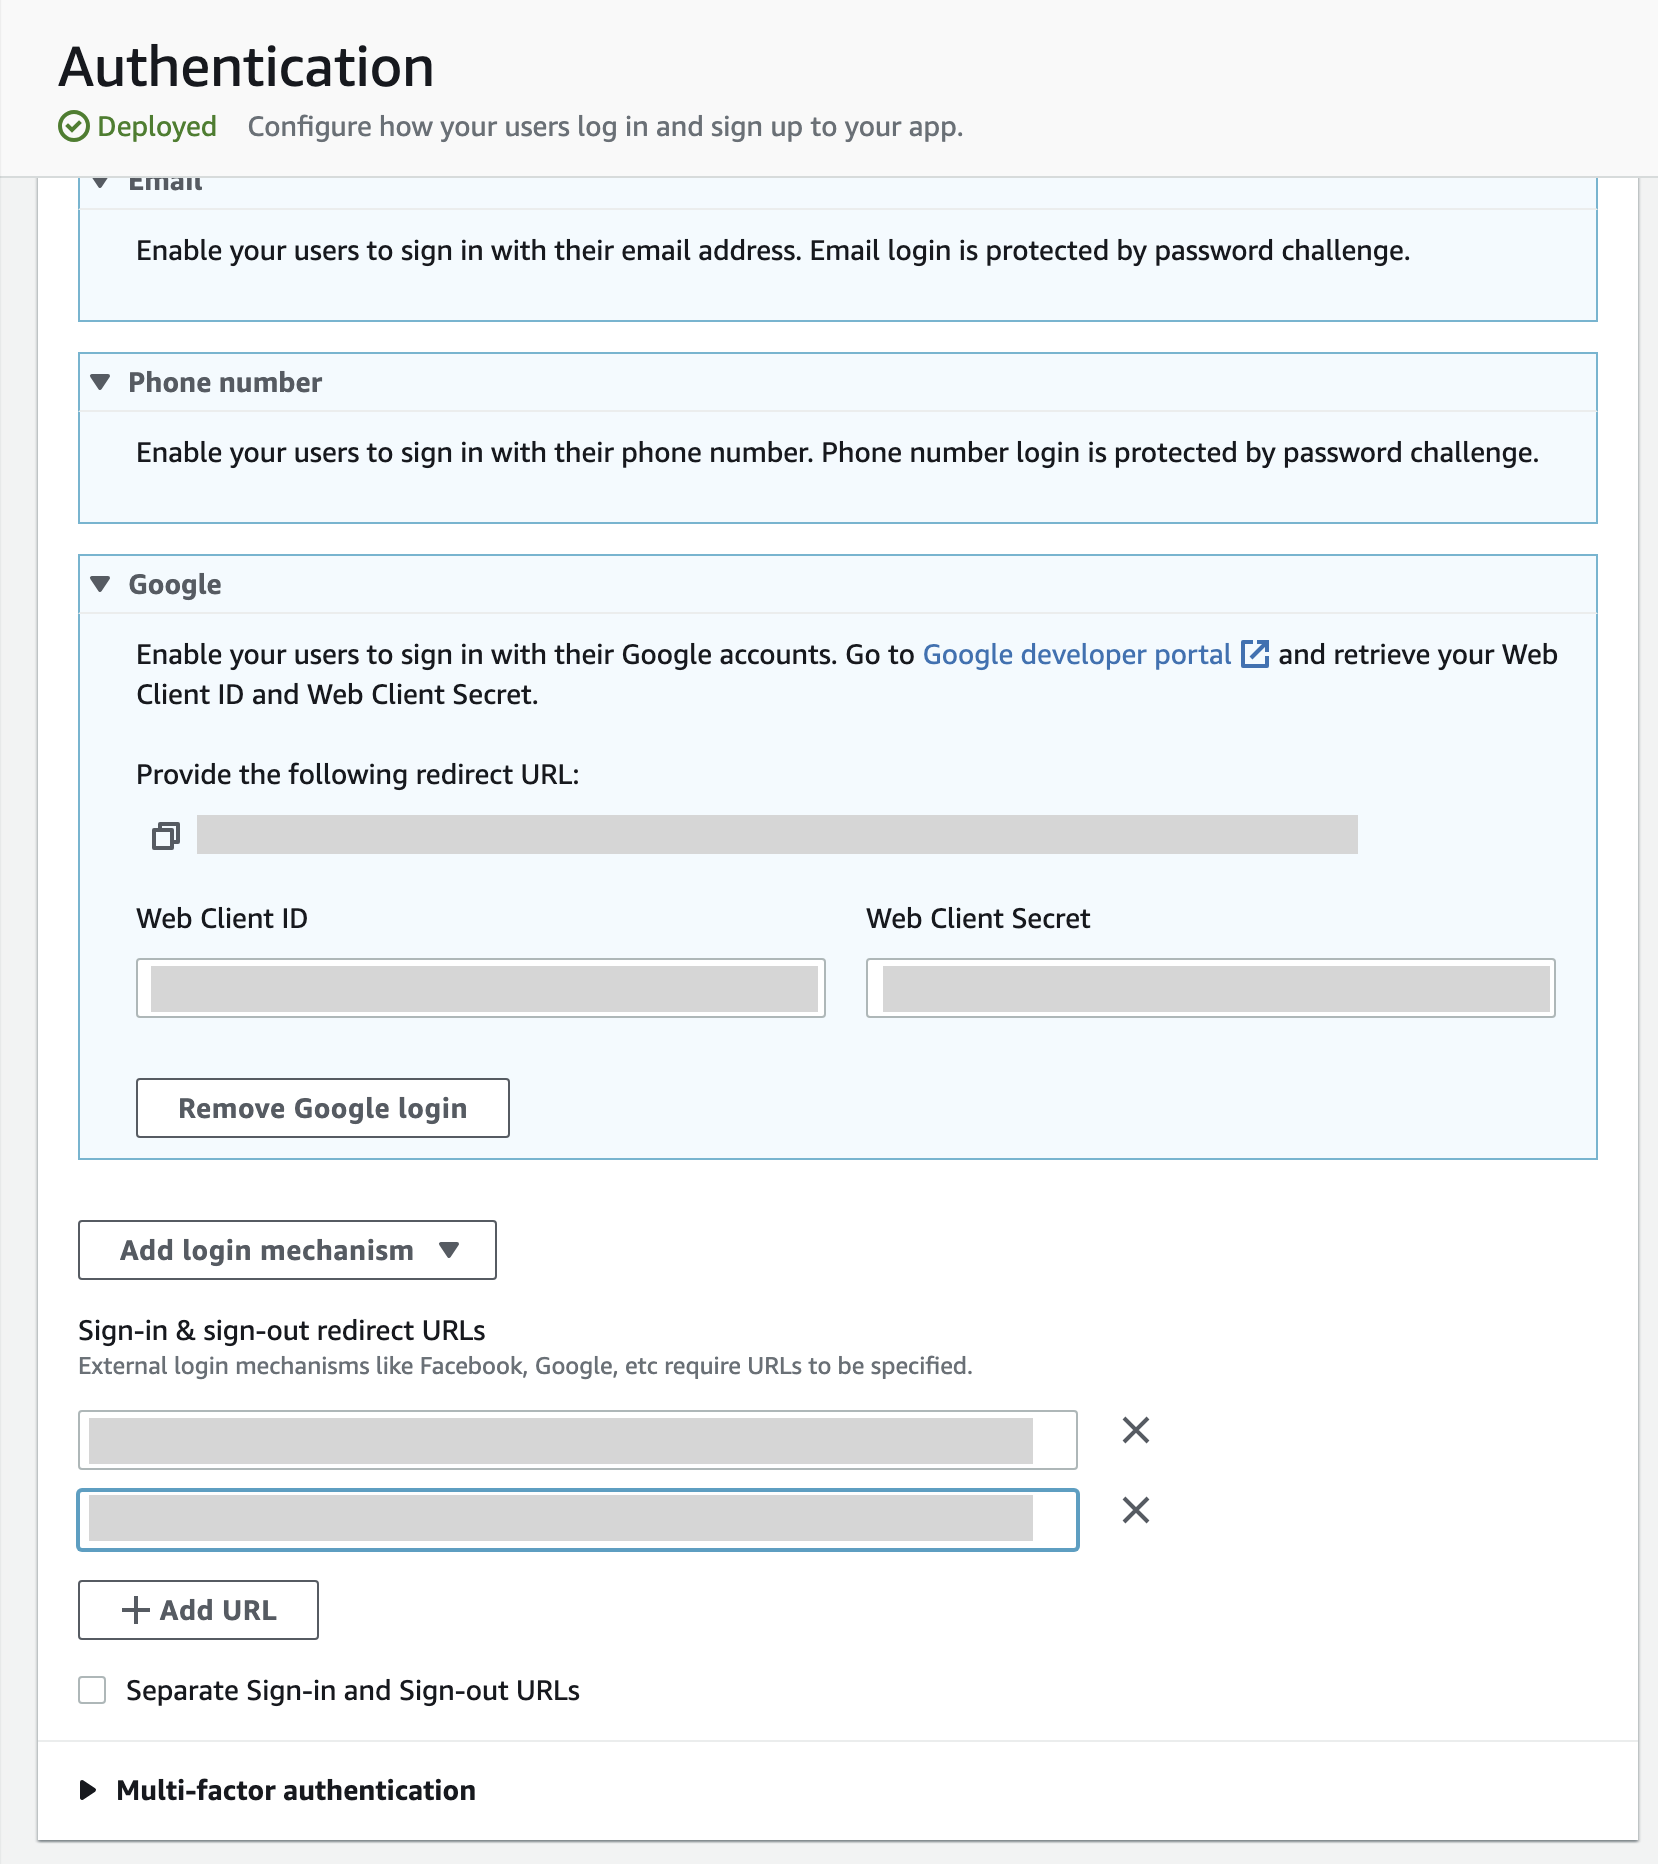 Authentication
Deployed Configure how your users log in and sign up to your app.
Email
Enable your users to sign in with their email address. Email login is protected by password challenge.
Phone number
Enable your users to sign in with their phone number. Phone number login is protected by password challenge.
Google
Enable your users to sign in with their Google accounts. Go to Google developer portal and retrieve your Web
Client ID and Web Client Secret.
Provide the following redirect URL:
Web Client ID Web Client Secret
Remove Google login
Add login mechanism
Sign-in & sign-out redirect URLs
External login mechanisms like Facebook, Google, etc require URLs to be specified.
Add URL
Separate Sign-in and Sign-out URLs
Multi-factor authentication